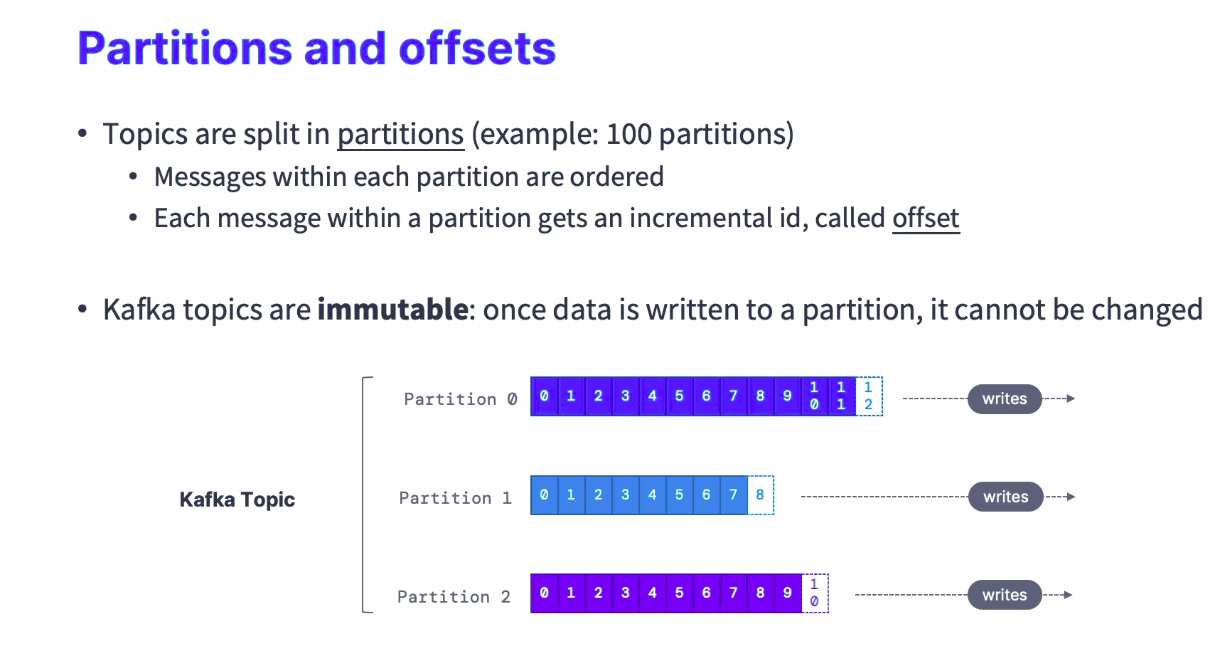 Partitions and offsets
• Topics are split in partitions (example: 100 partitions)
• Messages within each partition are ordered
• Each message within a partition gets an incremental id, called offset
• Kafka topics are immutable: once data is written to a partition, it cannot be changed
Partition 0 0 1 2 3 4 5 6 7 8 9 10 11 12 writes
Kafka Topic
Partition 1 0 1 2 3 4 5 6 7 8 writes
Partition 2 0 1 2 3 4 5 6 7 8 9 10 writes